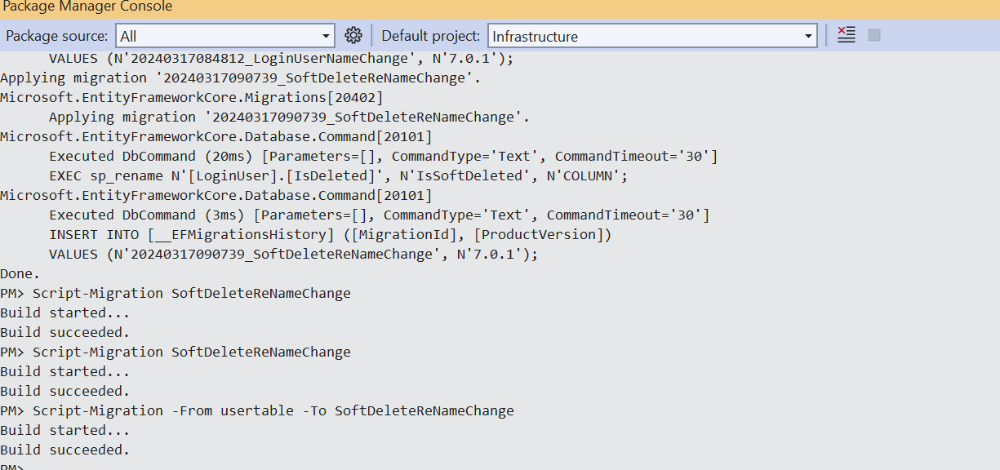 Package Manager Console
Package source: All Default project: Infrastructure
VALUES (N'20240317084812_LoginUserNameChange', N'7.0.1');
Applying migration '20240317090739_SoftDeleteReNameChange'.
Microsoft.EntityFrameworkCore.Migrations[20402]
Applying migration '20240317090739_SoftDeleteReNameChange'.
Microsoft.EntityFrameworkCore.Database.Command[20101]
Executed DbCommand (20ms) [Parameters=[], CommandType='Text', CommandTimeout='30']
EXEC sp_rename N'[LoginUser].[IsDeleted]', N'IsSoftDeleted', N'COLUMN';
Microsoft.EntityFrameworkCore.Database.Command[20101]
Executed DbCommand (3ms) [Parameters=[], CommandType='Text', CommandTimeout='30']
INSERT INTO [__EFMigrationsHistory] ([MigrationId], [ProductVersion])
VALUES (N'20240317090739_SoftDeleteReNameChange', N'7.0.1');
Done.
PM> Script-Migration SoftDeleteReNameChange
Build started...
Build succeeded.
PM> Script-Migration SoftDeleteReNameChange
Build started...
Build succeeded.
PM> Script-Migration -From usertable -To SoftDeleteReNameChange
Build started...
Build succeeded.
PM>